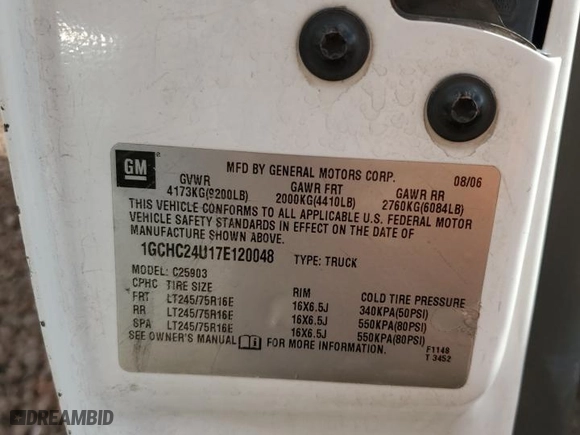 GM
MFD BY GENERAL MOTORS CORP. 08/06
GVWR GAWR FRT GAWR RR
4173KG(9200LB) 2000KG(4410LB) 2760KG(6084LB)
THIS VEHICLE CONFORMS TO ALL APPLICABLE U.S. FEDERAL MOTOR
VEHICLE SAFETY STANDARDS IN EFFECT ON THE DATE OF
MANUFACTURE SHOWN ABOVE.
1GCHC24U17E120048 TYPE: TRUCK
MODEL: C25903
CPHC TIRE SIZE RIM COLD TIRE PRESSURE
FRT LT245/75R16E 16X6.5J 340KPA(50PSI)
RR LT245/75R16E 16X6.5J 550KPA(80PSI)
SPA LT245/75R16E 16X6.5J 550KPA(80PSI)
SEE OWNER'S MANUAL FOR MORE INFORMATION.
F1148
T 3452
DREAMBID